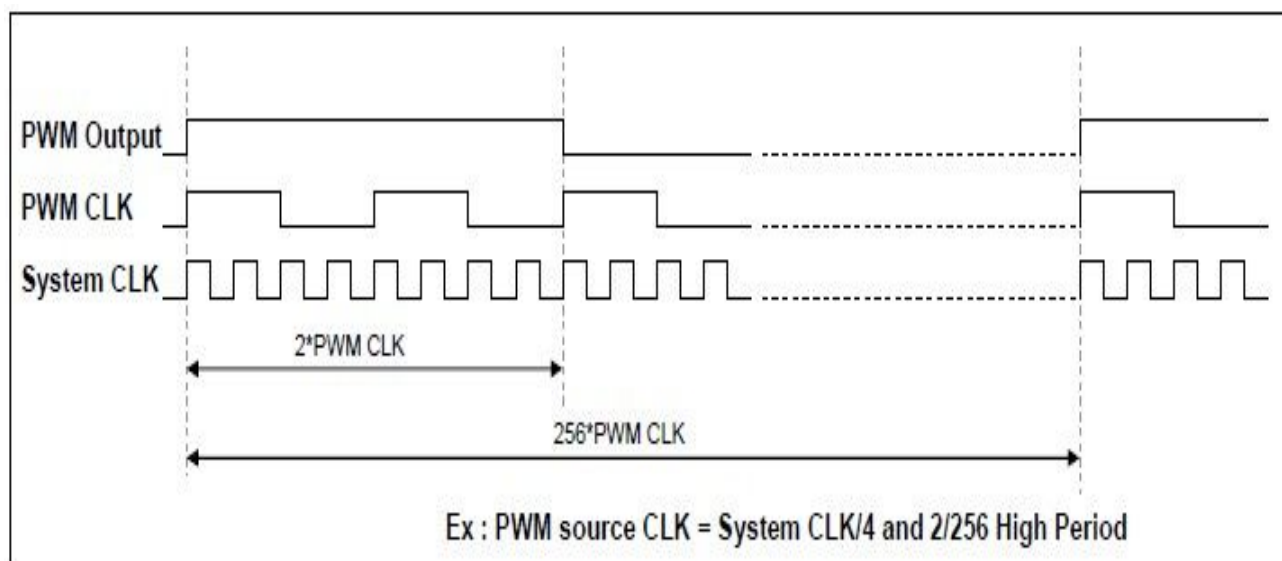 PWM Output
PWM CLK
System CLK
2*PWM CLK
256*PWM CLK
Ex : PWM source CLK = System CLK/4 and 2/256 High Period